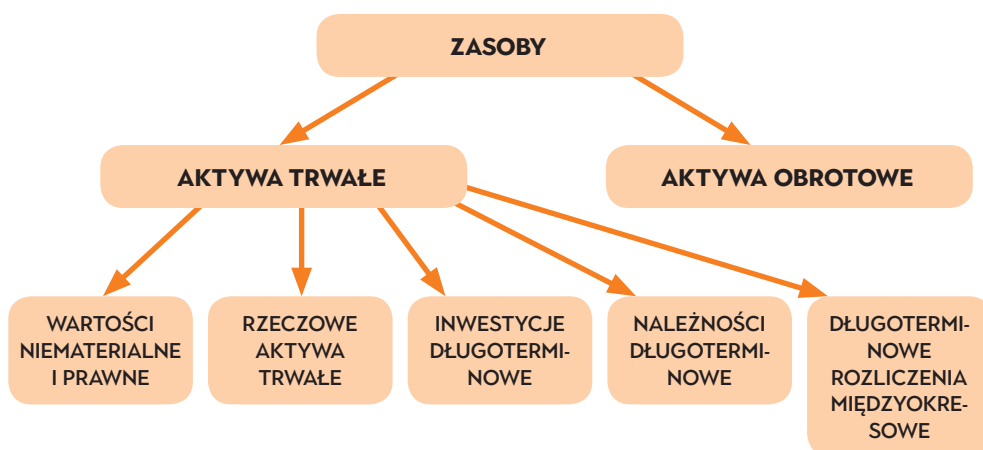 ZASOBY
AKTYWA TRWAŁE
AKTYWA OBROTOWE
WARTOŚCI
NIEMATERIALNE
I PRAWNE
RZECZOWE
AKTYWA
TRWAŁE
INWESTYCJE
DŁUGOTERMI-
NOWE
NALEŻNOŚCI
DŁUGOTERMI-
NOWE
DŁUGOTERMI-
NOWE
ROZLICZENIA
MIĘDZYOKRE-
SOWE